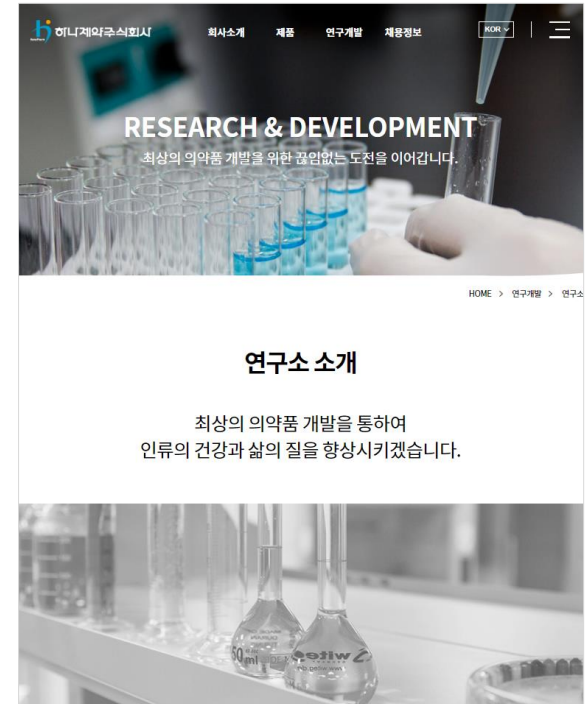 하나제약주식회사
회사소개 제품 연구개발 채용정보 KOR
RESEARCH & DEVELOPMENT
최상의 의약품 개발을 위한 끊임없는 도전을 이어갑니다.
HOME > 연구개발 > 연구소
연구소 소개
최상의 의약품 개발을 통하여
인류의 건강과 삶의 질을 향상시키겠습니다.
50 ml
witeg